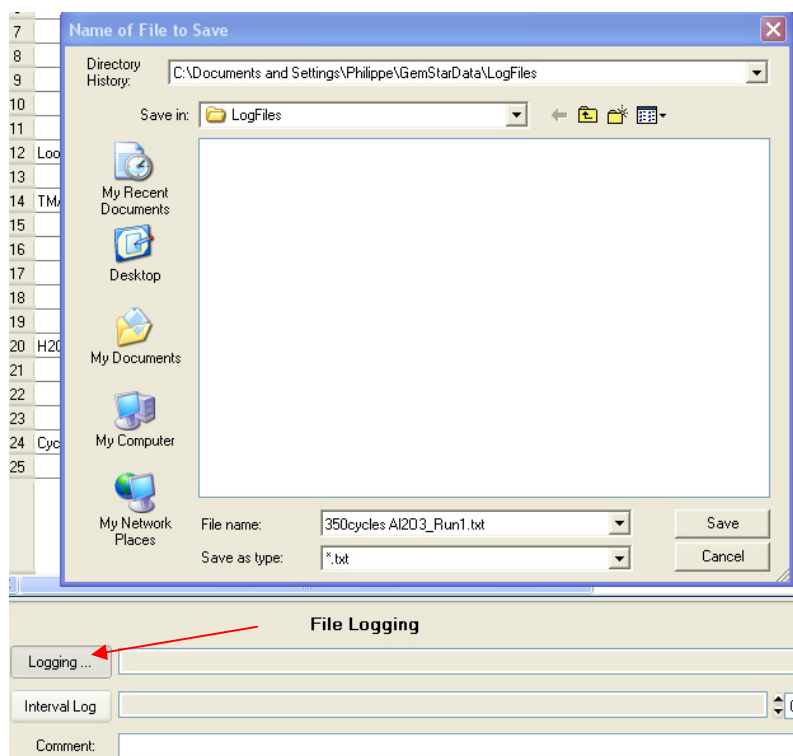 7
Name of File to Save
8
Directory History:
C:\Documents and Settings\Philippe\GemStarData\LogFiles
9
10
Save in:
LogFiles
11
12 Loo
13
14 TMA
My Recent Documents
15
16
17
Desktop
18
19
20 H20
My Documents
21
22
23
24 Cyc
My Computer
25
My Network Places
File name:
350cycles Al2O3_Run1.txt
Save
Save as type:
*.txt
Cancel
File Logging
Logging ...
Interval Log
Comment: